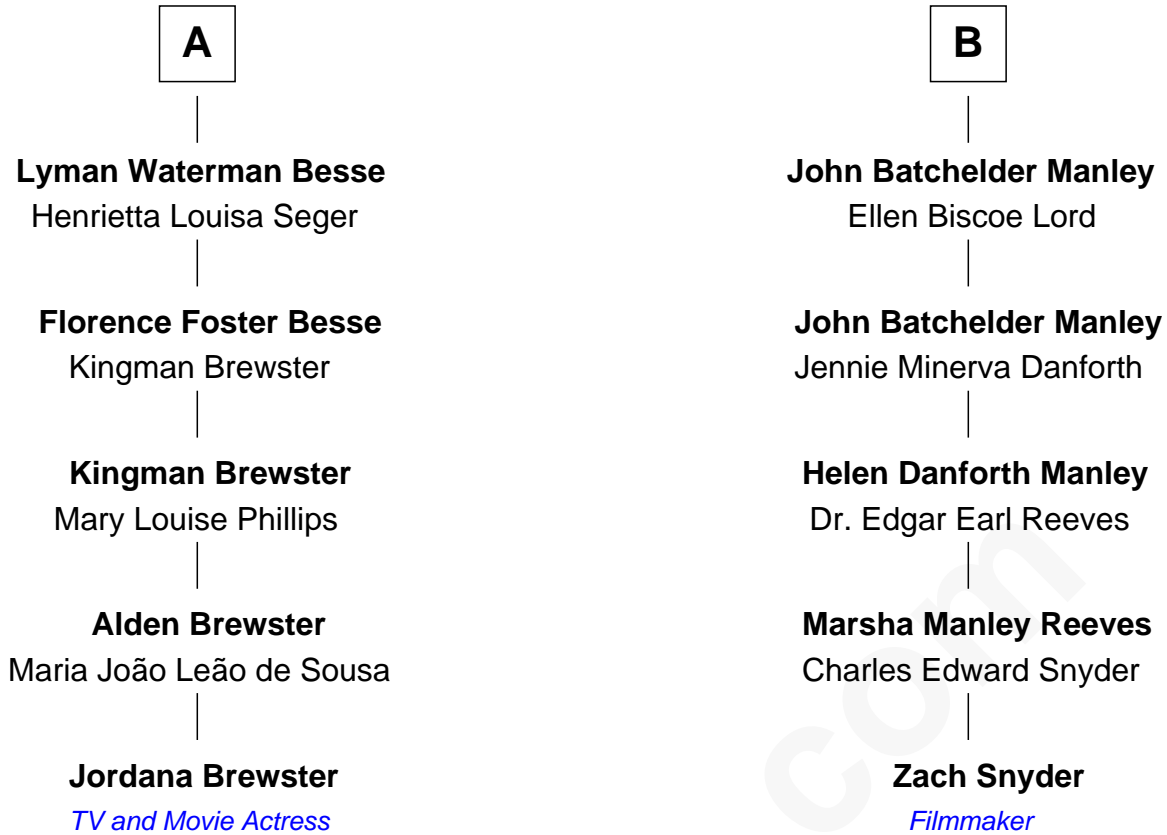 A
Lyman Waterman Besse
Henrietta Louisa Seger
Florence Foster Besse
Kingman Brewster
Kingman Brewster
Mary Louise Phillips
Alden Brewster
Maria João Leão de Sousa
Jordana Brewster
TV and Movie Actress
B
John Batchelder Manley
Ellen Biscoe Lord
John Batchelder Manley
Jennie Minerva Danforth
Helen Danforth Manley
Dr. Edgar Earl Reeves
Marsha Manley Reeves
Charles Edward Snyder
Zach Snyder
Filmmaker
com